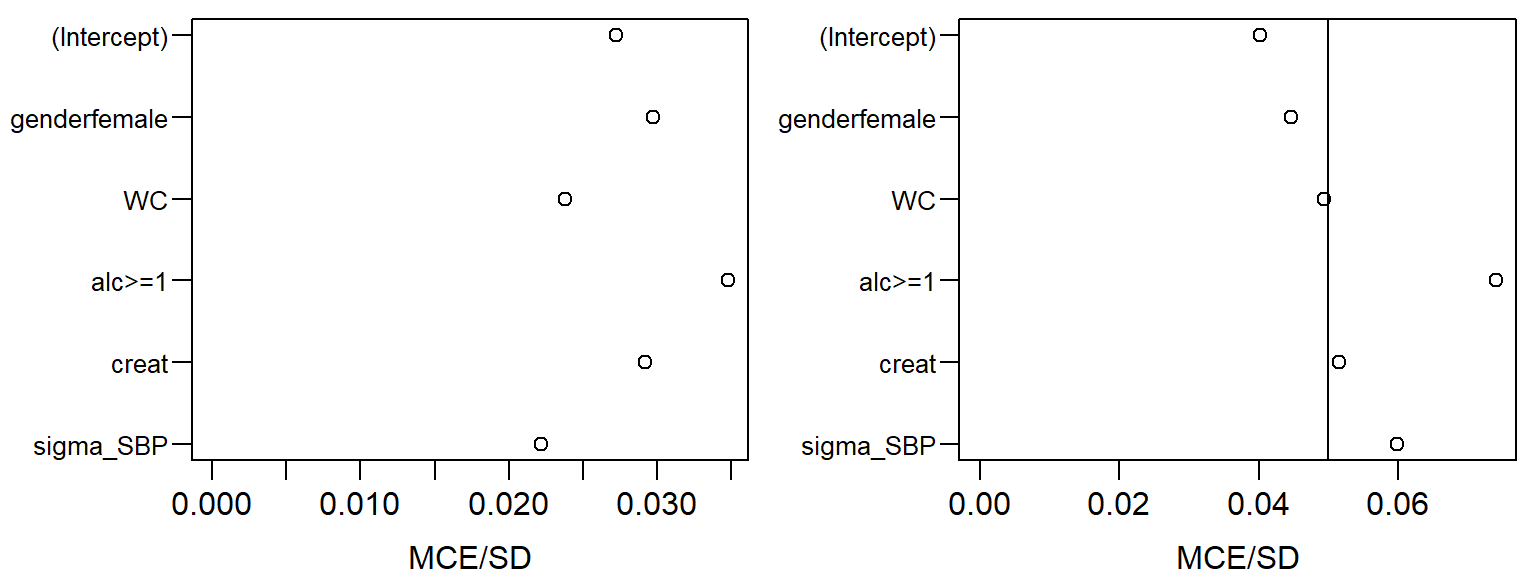 (Intercept)
genderfemale
WC
alc>=1
creat
sigma_SBP
0.000 0.010 0.020 0.030
MCE/SD
(Intercept)
genderfemale
WC
alc>=1
creat
sigma_SBP
0.00 0.02 0.04 0.06
MCE/SD